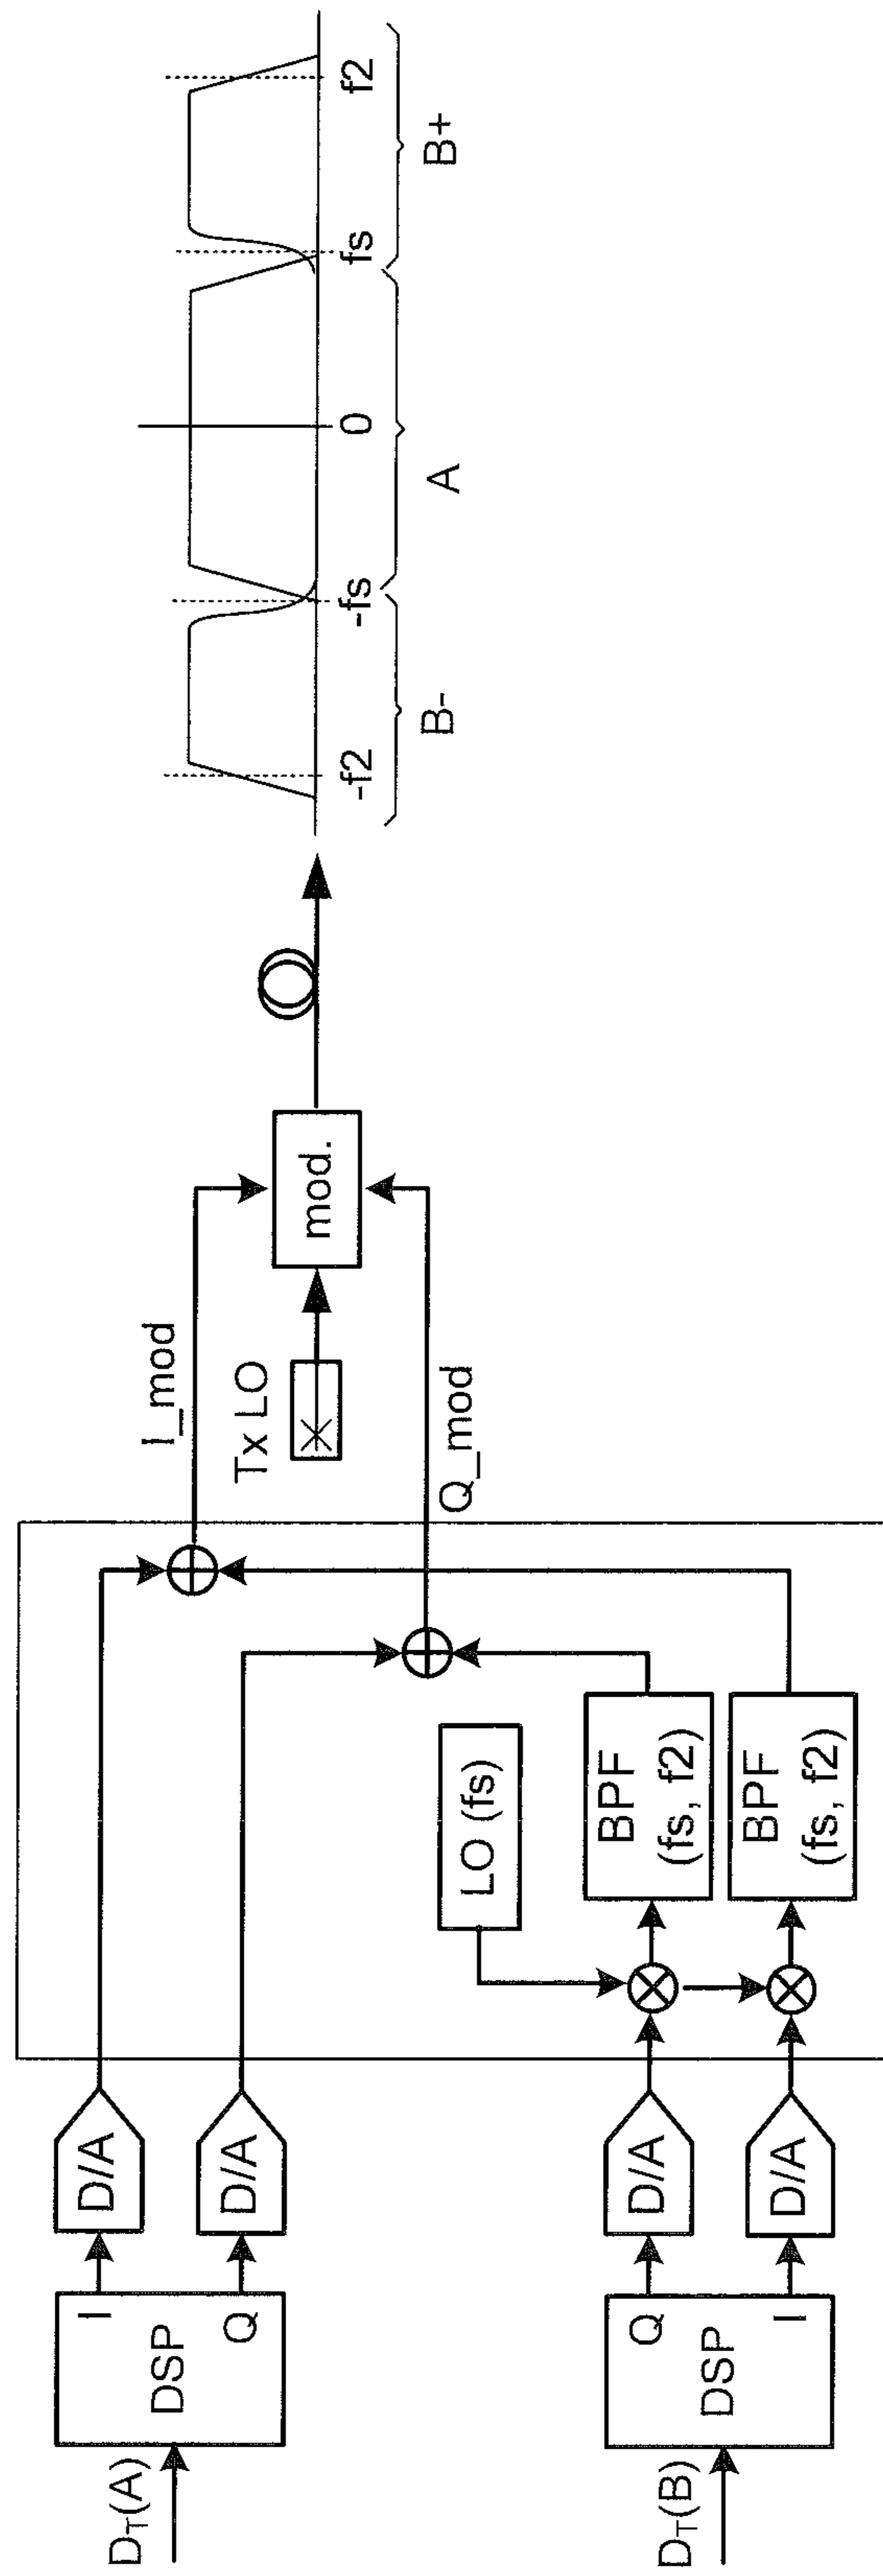 D_T(A)
DSP
I
Q
D/A
D/A
D_T(B)
DSP
Q
I
D/A
D/A
LO (fs)
BPF
(fs, f2)
BPF
(fs, f2)
I_mod
Tx LO
Q_mod
mod.
-f2
-fs
0
fs
f2
B-
A
B+